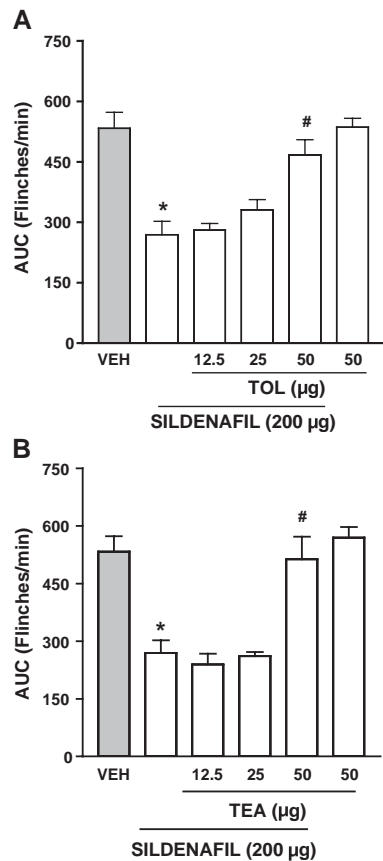 A
AUC (Flinches/min)
600
450
300
150
0
*
#
VEH 12.5 25 50 50
TOL (µg)
SILDENAFIL (200 µg)
B
AUC (Flinches/min)
600
450
300
150
0
*
#
VEH 12.5 25 50 50
TEA (µg)
SILDENAFIL (200 µg)